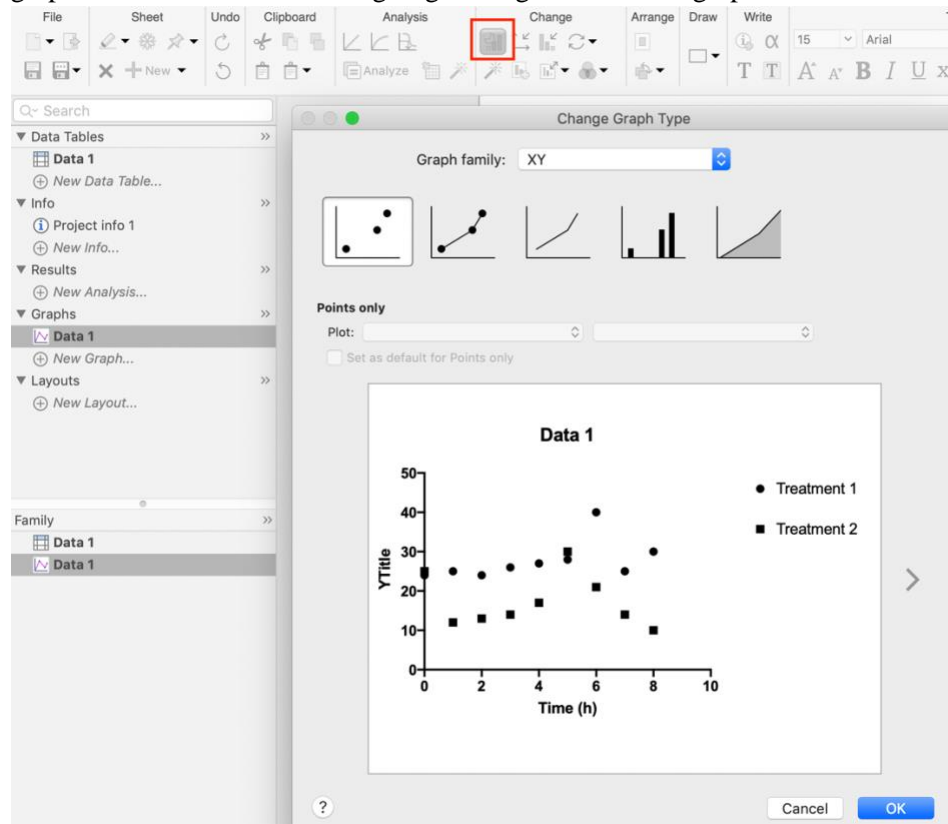 File Sheet Undo Clipboard Analysis Change Arrange Draw Write
15 Arial
New Analyze T T A A B I U x
Search
Data Tables
Data 1
New Data Table...
Info
Project info 1
New Info...
Results
New Analysis...
Graphs
Data 1
New Graph...
Layouts
New Layout...
Family
Data 1
Data 1
Change Graph Type
Graph family: XY
Points only
Plot:
Set as default for Points only
Data 1
50
40
30
20
10
0
YTitle
0 2 4 6 8 10
Time (h)
Treatment 1
Treatment 2
?
Cancel OK